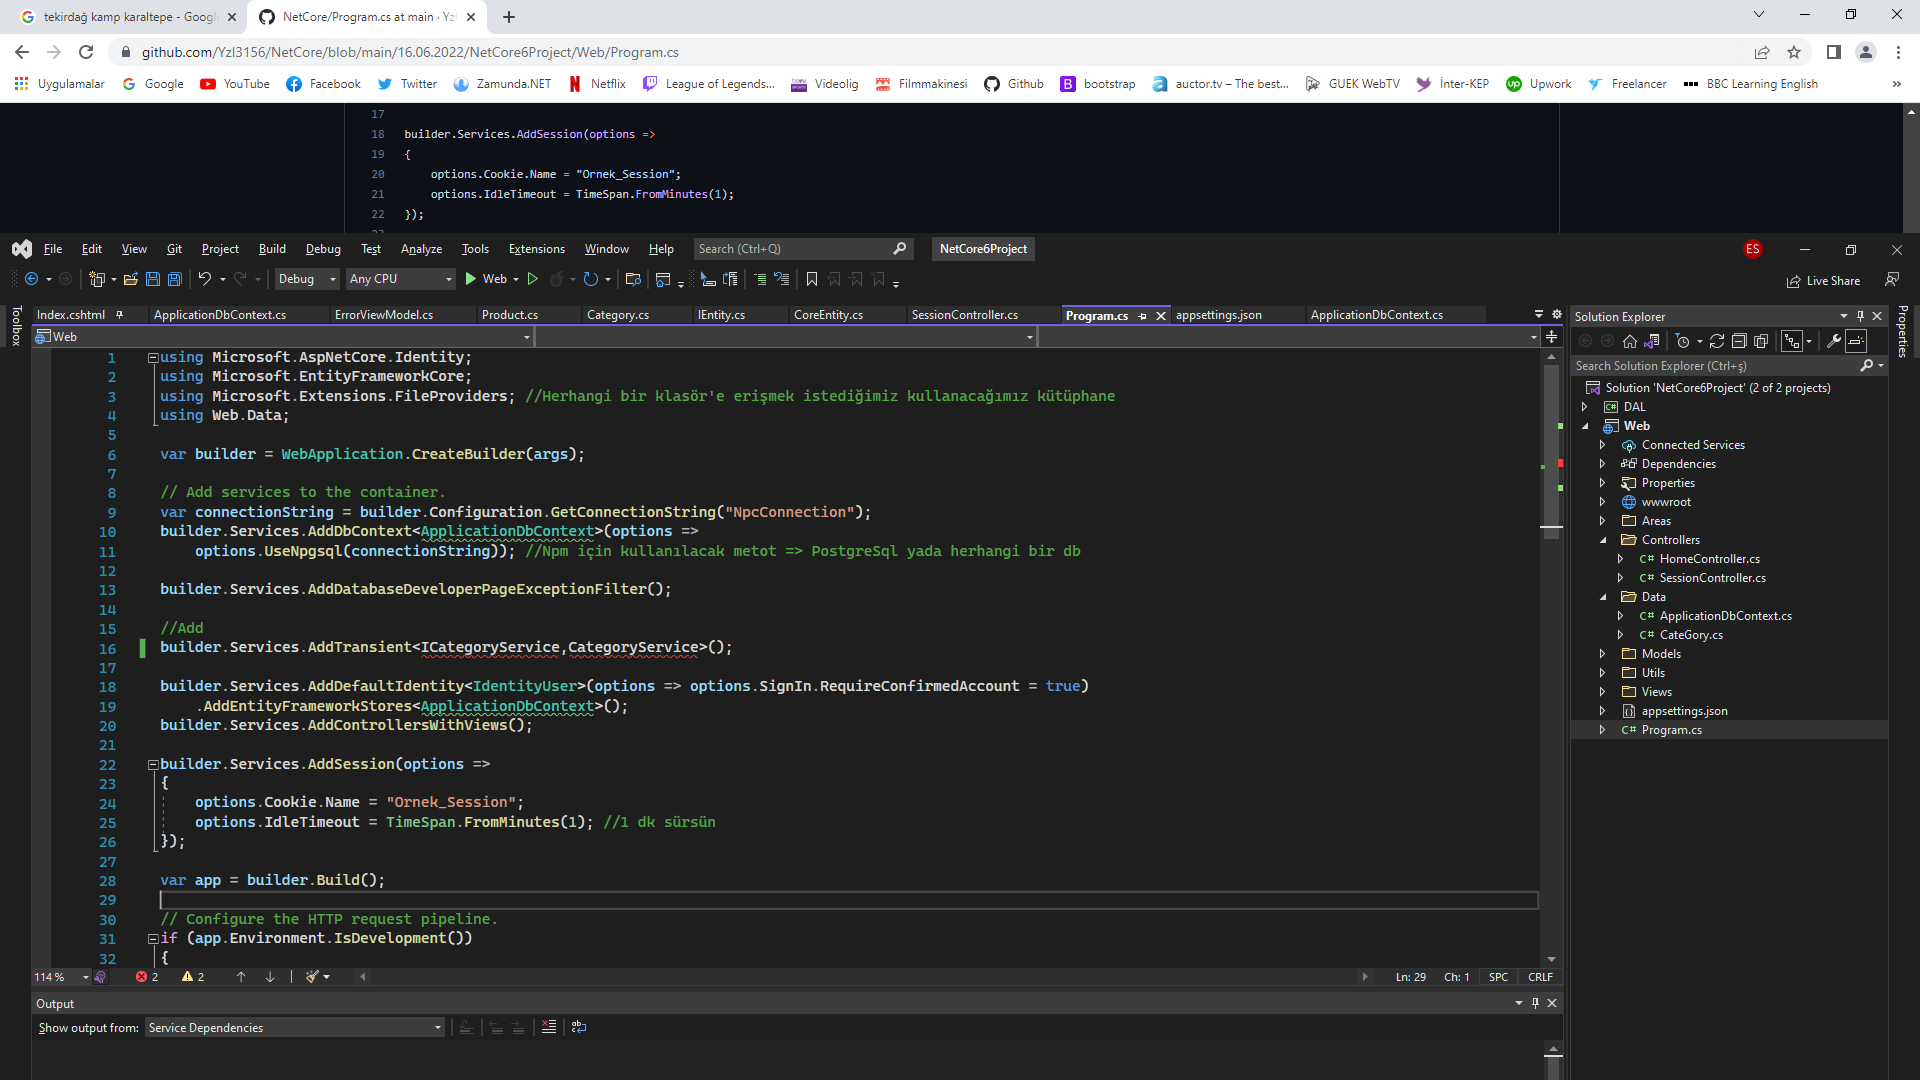 tekirdağ kamp karaltepe - Googl
NetCore/Program.cs at main · Yzl
github.com/Yzl3156/NetCore/blob/main/16.06.2022/NetCore6Project/Web/Program.cs
Uygulamalar Google YouTube Facebook Twitter Zamunda.NET Netflix League of Legends... Videolig Filmmakinesi Github bootstrap auctor.tv – The best... GUEK WebTV İnter-KEP Upwork Freelancer BBC Learning English »
17
18 builder.Services.AddSession(options =>
19 {
20 options.Cookie.Name = "Ornek_Session";
21 options.IdleTimeout = TimeSpan.FromMinutes(1);
22 });
File Edit View Git Project Build Debug Test Analyze Tools Extensions Window Help Search (Ctrl+Q) NetCore6Project ES
Debug Any CPU Web Live Share
Toolbox
Index.cshtml ApplicationDbContext.cs ErrorViewModel.cs Product.cs Category.cs IEntity.cs CoreEntity.cs SessionController.cs Program.cs appsettings.json ApplicationDbContext.cs
Web
1 using Microsoft.AspNetCore.Identity;
2 using Microsoft.EntityFrameworkCore;
3 using Microsoft.Extensions.FileProviders; //Herhangi bir klasör'e erişmek istediğimiz kullanacağımız kütüphane
4 using Web.Data;
5
6 var builder = WebApplication.CreateBuilder(args);
7
8 // Add services to the container.
9 var connectionString = builder.Configuration.GetConnectionString("NpcConnection");
10 builder.Services.AddDbContext<ApplicationDbContext>(options =>
11 options.UseNpgsql(connectionString)); //Npm için kullanılacak metot => PostgreSql yada herhangi bir db
12
13 builder.Services.AddDatabaseDeveloperPageExceptionFilter();
14
15 //Add
16 builder.Services.AddTransient<ICategoryService,CategoryService>();
17
18 builder.Services.AddDefaultIdentity<IdentityUser>(options => options.SignIn.RequireConfirmedAccount = true)
19 .AddEntityFrameworkStores<ApplicationDbContext>();
20 builder.Services.AddControllersWithViews();
21
22 builder.Services.AddSession(options =>
23 {
24 options.Cookie.Name = "Ornek_Session";
25 options.IdleTimeout = TimeSpan.FromMinutes(1); //1 dk sürsün
26 });
27
28 var app = builder.Build();
29
30 // Configure the HTTP request pipeline.
31 if (app.Environment.IsDevelopment())
32 {
114 % 2 2 Ln: 29 Ch: 1 SPC CRLF
Output
Show output from: Service Dependencies
Solution Explorer
Search Solution Explorer (Ctrl+ş)
Solution 'NetCore6Project' (2 of 2 projects)
DAL
Web
Connected Services
Dependencies
Properties
wwwroot
Areas
Controllers
C# HomeController.cs
C# SessionController.cs
Data
C# ApplicationDbContext.cs
C# CateGory.cs
Models
Utils
Views
appsettings.json
C# Program.cs
Properties